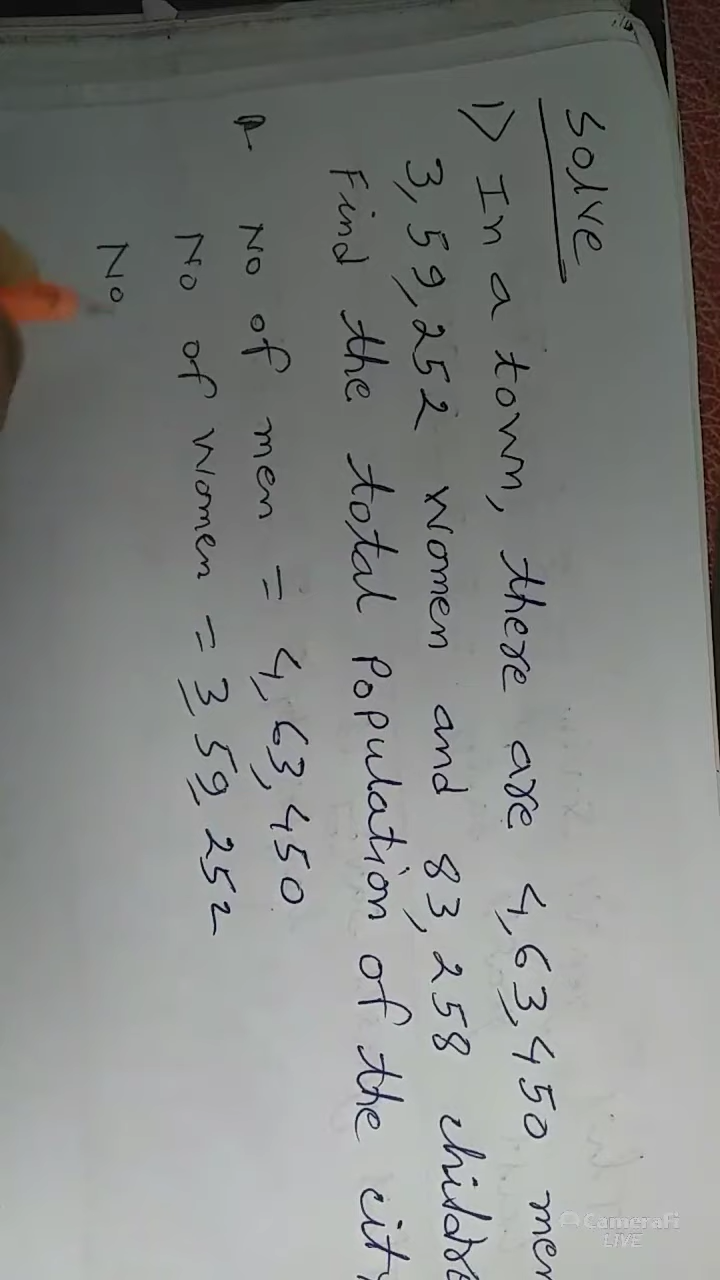 Solve
1) In a town, there are 4,63,450 men
3,59,252 women and 83,258 childre
Find the total population of the cit
A No of men = 4,63,450
No of women = 3,59,252
No
CameraFi
LIVE